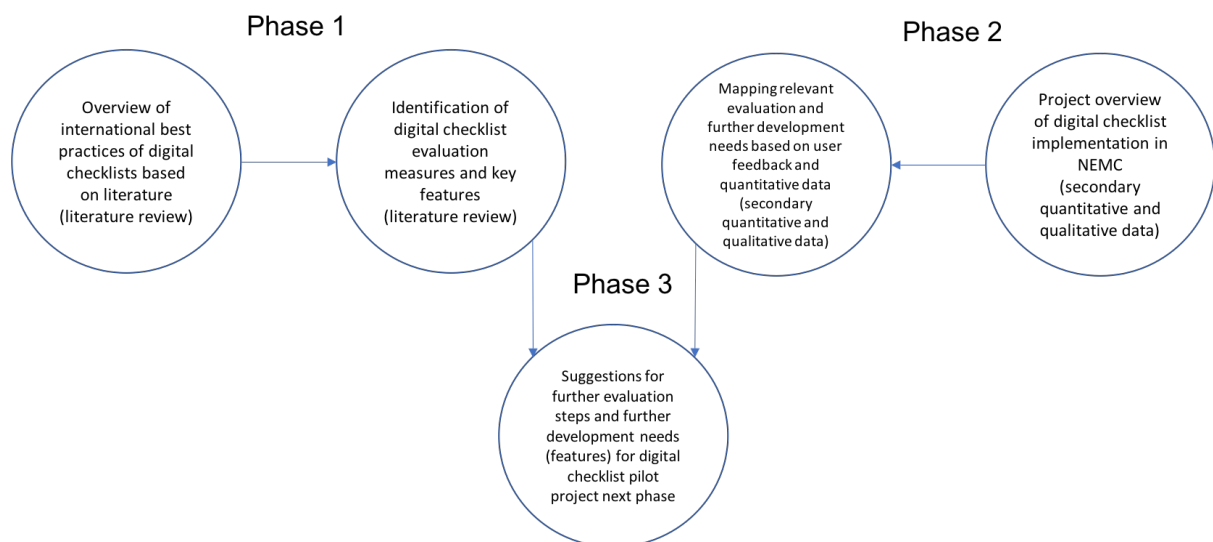 Phase 1
Overview of
international best
practices of digital
checklists based
on literature
(literature review)
Identification of
digital checklist
evaluation
measures and key
features
(literature review)
Phase 2
Mapping relevant
evaluation and
further development
needs based on user
feedback and
quantitative data
(secondary
quantitative and
qualitative data)
Project overview
of digital checklist
implementation in
NEMC
(secondary
quantitative and
qualitative data)
Phase 3
Suggestions for
further evaluation
steps and further
development needs
(features) for digital
checklist pilot
project next phase